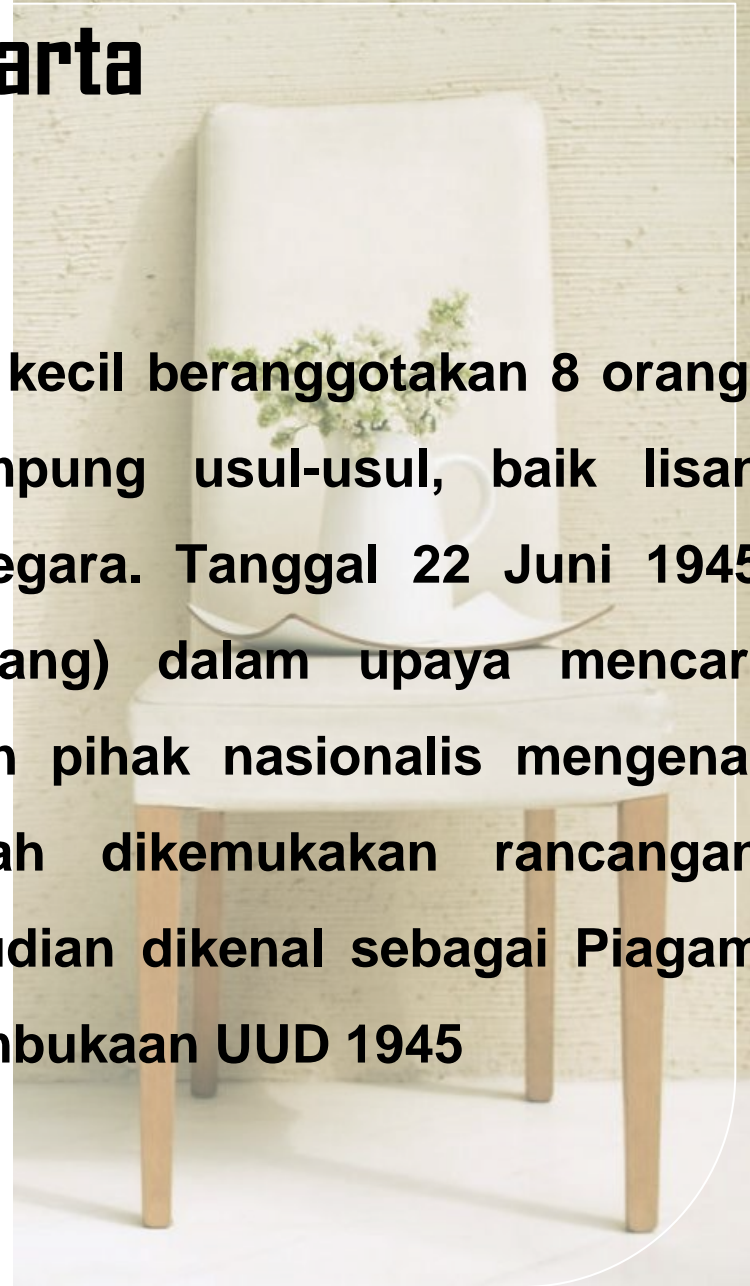 arta
kecil beranggotakan 8 orang
npung usul-usul, baik lisan
egara. Tanggal 22 Juni 1945
ang) dalam upaya mencar
n pihak nasionalis mengena
ah dikemukakan rancangan
udian dikenal sebagai Piagam
nbukaan UUD 1945